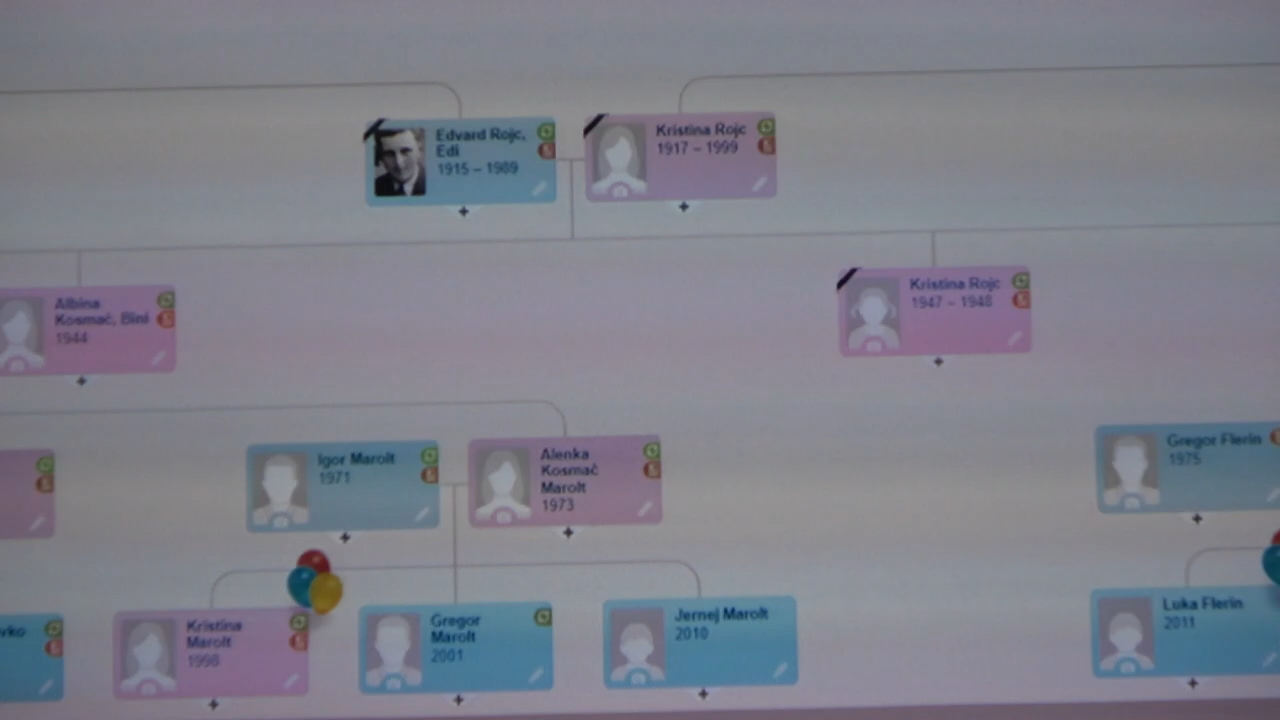 Edvard Rojc,
Edi
1915 – 1989
Kristina Rojc
1917 – 1999
Albina
Kosmač, Bini
1944
Kristina Rojc
1947 – 1948
Igor Marolt
1971
Alenka
Kosmač
Marolt
1973
Gregor Flerin
1975
vko
Kristina
Marolt
1998
Gregor
Marolt
2001
Jernej Marolt
2010
Luka Flerin
2011